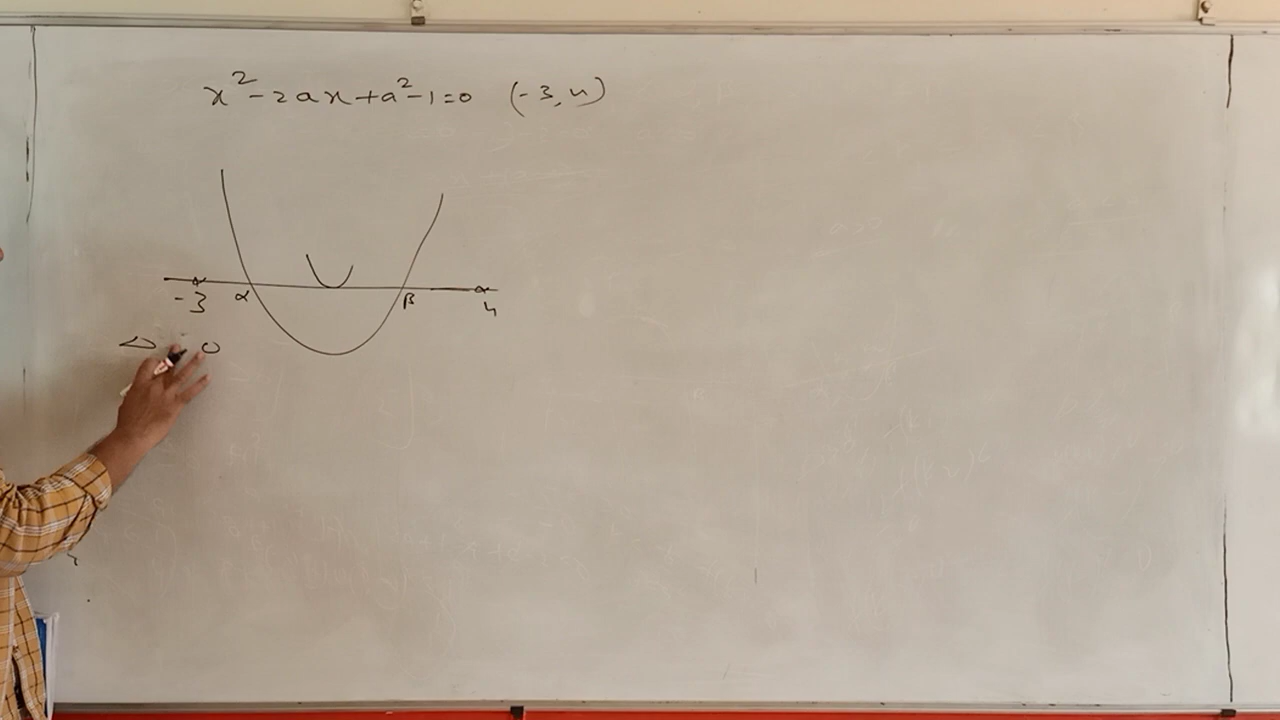 x² - 2ax + a² - 1 = 0 (-3, 4)
-3 α β 4
Δ 0